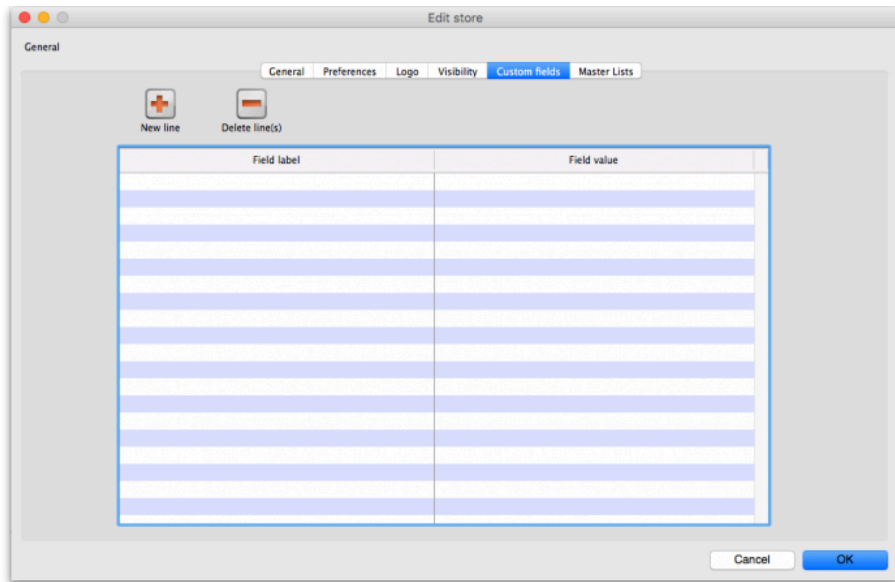 Edit store
General
General Preferences Logo Visibility Custom fields Master Lists
New line Delete line(s)
Field label Field value
Cancel OK